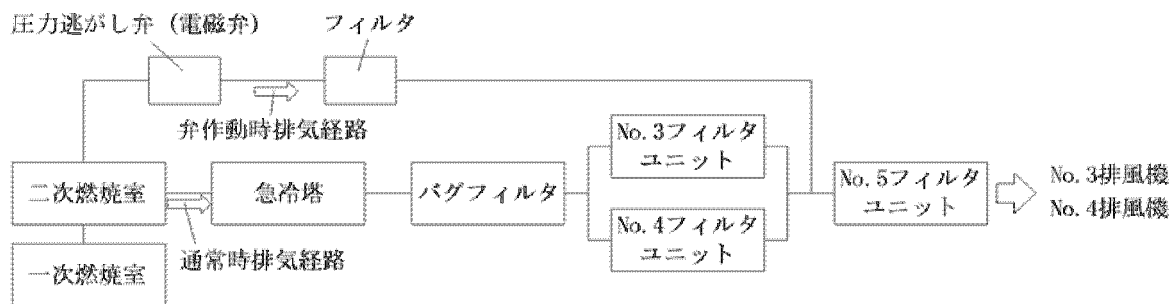 圧力逃がし弁（電磁弁）
フィルタ
弁作動時排気経路
二次燃焼室
急冷塔
バグフィルタ
No.3フィルタ
ユニット
No.4フィルタ
ユニット
No.5フィルタ
ユニット
No.3排風機
No.4排風機
通常時排気経路
一次燃焼室